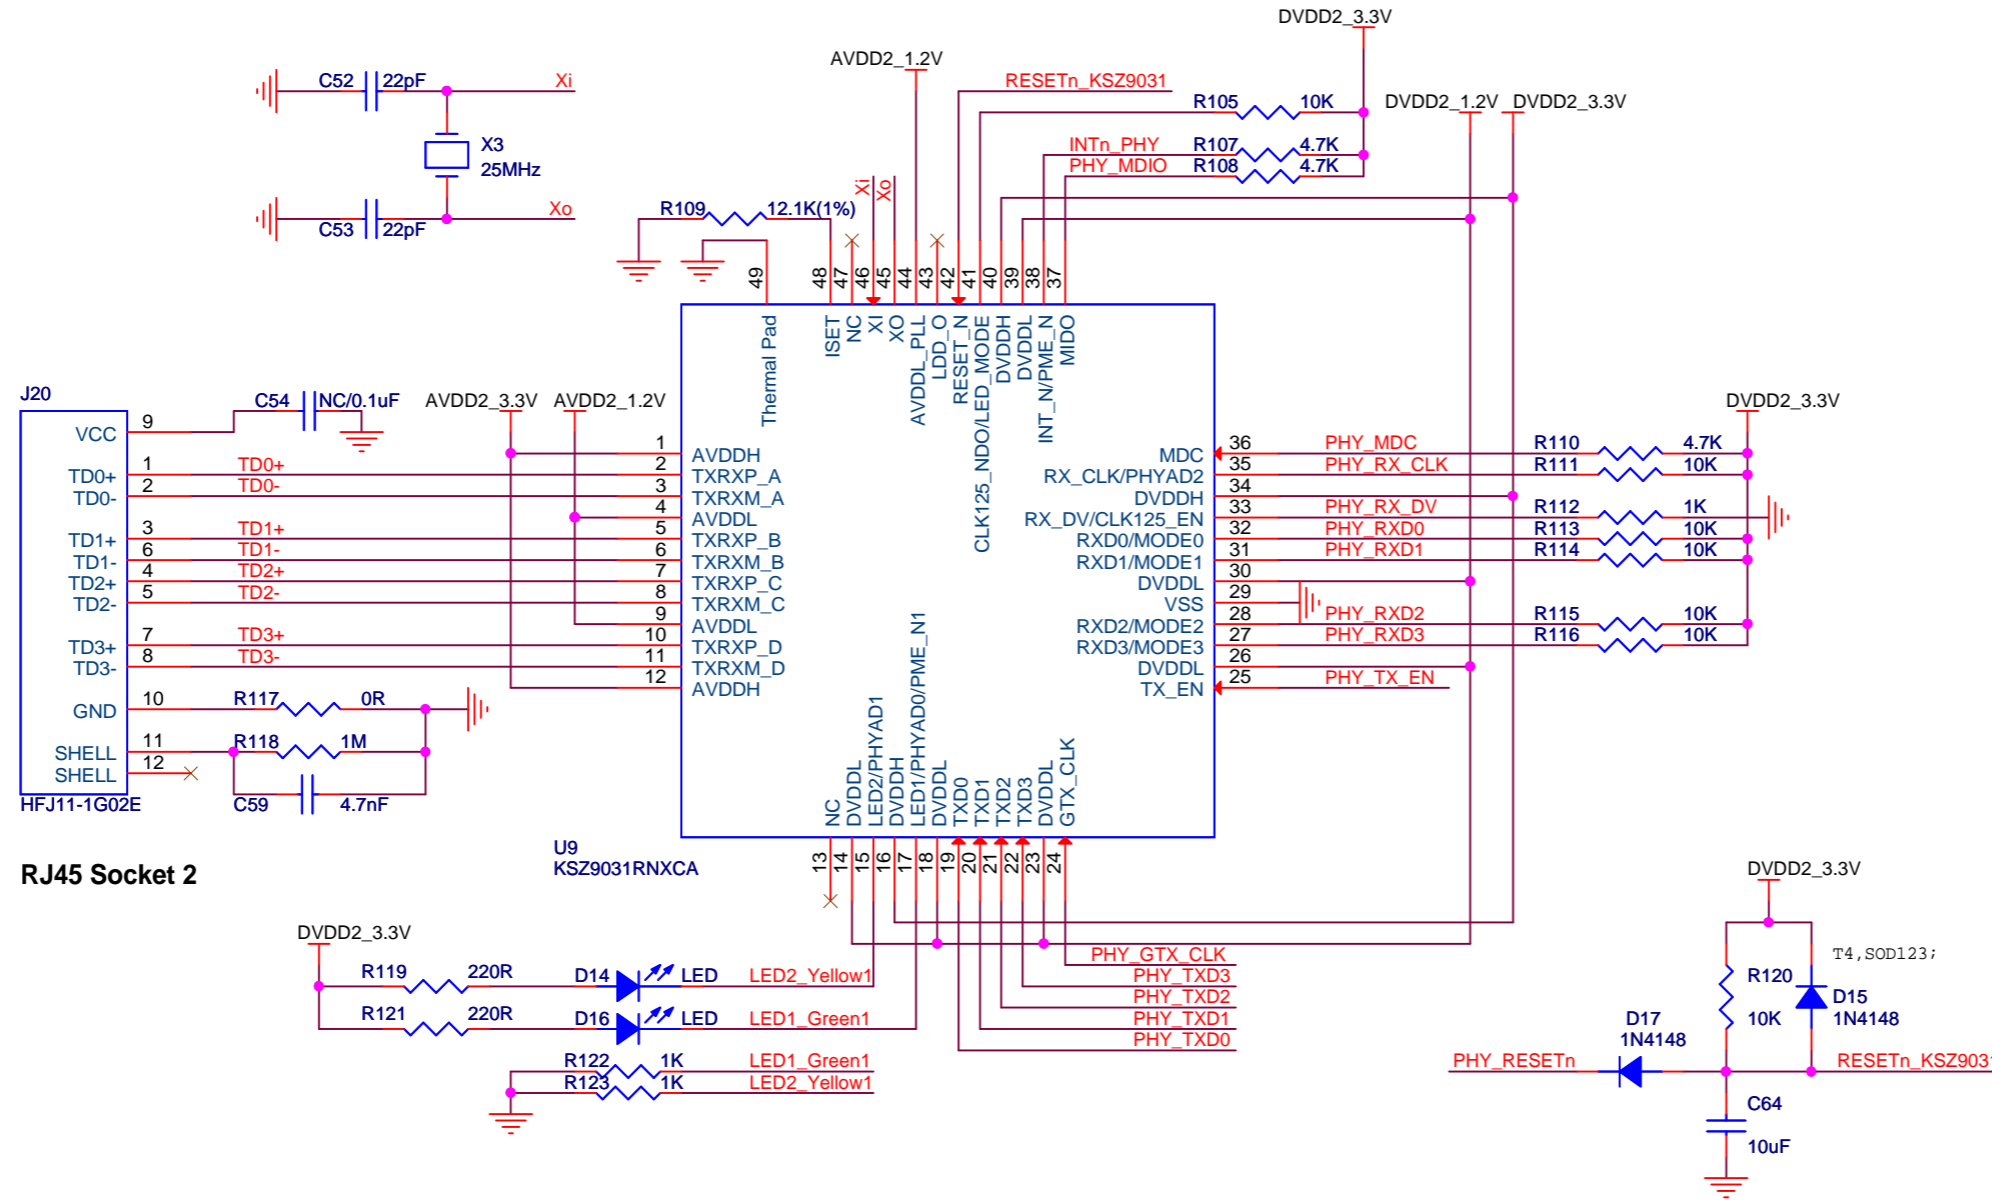 DVDD2_3.3V
AVDD2_1.2V
C52 22pF Xi
RESETn_KSZ9031
R105 10K
DVDD2_1.2V DVDD2_3.3V
X3
25MHz
INTn_PHY R107 4.7K
PHY_MDIO R108 4.7K
Xi
Xo
C53 22pF Xo
R109 12.1K(1%)
49 48 47 46 45 44 43 42 41 40 39 38 37
Thermal Pad
ISET
NC
XI
XO
AVDDL_PLL
LDD_O
RESET_N
CLK125_NDO/LED_MODE
DVDDH
DVDDL
INT_N/PME_N
MIDO
J20
C54 NC/0.1uF
AVDD2_3.3V AVDD2_1.2V
DVDD2_3.3V
VCC 9
TD0+ 1 TD0+
TD0- 2 TD0-
TD1+ 3 TD1+
TD1- 6 TD1-
TD2+ 4 TD2+
TD2- 5 TD2-
TD3+ 7 TD3+
TD3- 8 TD3-
GND 10 R117 0R
SHELL 11 R118 1M
SHELL 12
C59 4.7nF
HFJ11-1G02E
1 AVDDH
2 TXRXP_A
3 TXRXM_A
4 AVDDL
5 TXRXP_B
6 TXRXM_B
7 TXRXP_C
8 TXRXM_C
9 AVDDL
10 TXRXP_D
11 TXRXM_D
12 AVDDH
MDC 36 PHY_MDC R110 4.7K
RX_CLK/PHYAD2 35 PHY_RX_CLK R111 10K
DVDDH 34
RX_DV/CLK125_EN 33 PHY_RX_DV R112 1K
RXD0/MODE0 32 PHY_RXD0 R113 10K
RXD1/MODE1 31 PHY_RXD1 R114 10K
DVDDL 30
VSS 29
RXD2/MODE2 28 PHY_RXD2 R115 10K
RXD3/MODE3 27 PHY_RXD3 R116 10K
DVDDL 26
TX_EN 25 PHY_TX_EN
NC
DVDDL
LED2/PHYAD1
DVDDH
LED1/PHYAD0/PME_N1
DVDDL
TXD0
TXD1
TXD2
TXD3
DVDDL
GTX_CLK
13 14 15 16 17 18 19 20 21 22 23 24
U9
KSZ9031RNXCA
RJ45 Socket 2
DVDD2_3.3V
R119 220R D14 LED LED2_Yellow1
R121 220R D16 LED LED1_Green1
R122 1K LED1_Green1
R123 1K LED2_Yellow1
PHY_GTX_CLK
PHY_TXD3
PHY_TXD2
PHY_TXD1
PHY_TXD0
DVDD2_3.3V
T4,SOD123;
R120
10K
D15
1N4148
D17
1N4148
PHY_RESETn
RESETn_KSZ903
C64
10uF